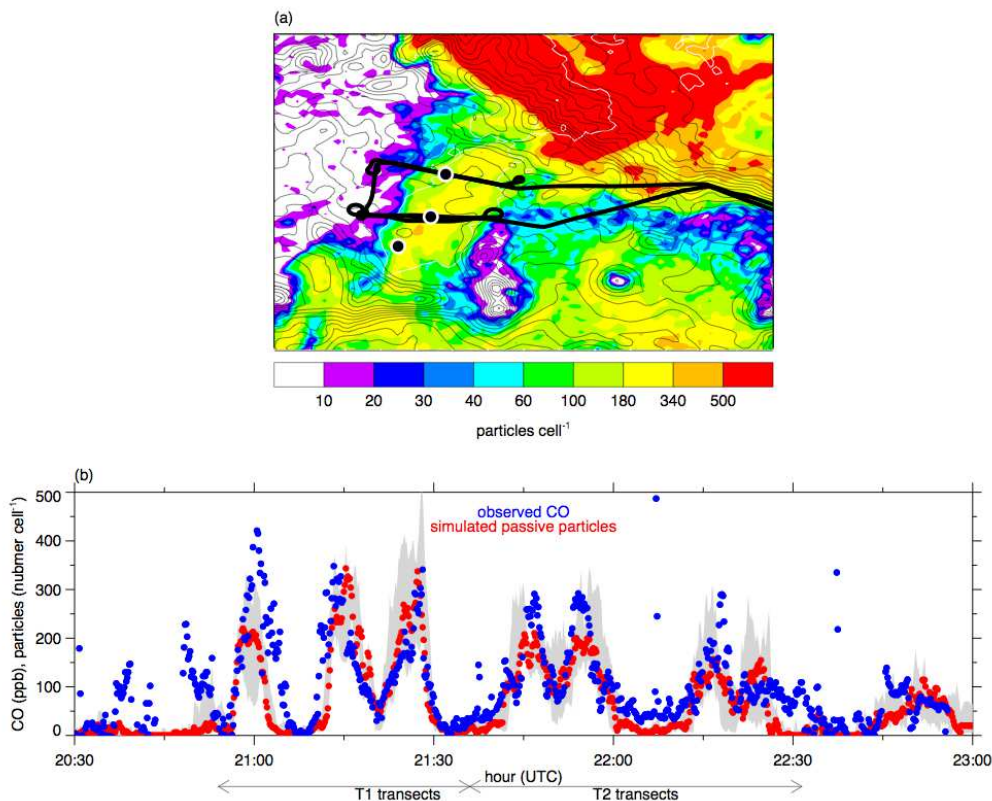 (a)
10 20 30 40 60 100 180 340 500
particles cell-1
(b)
500
400
300
200
100
0
CO (ppb), particles (nubmer cell-1)
observed CO
simulated passive particles
20:30 21:00 21:30 22:00 22:30 23:00
hour (UTC)
T1 transects T2 transects